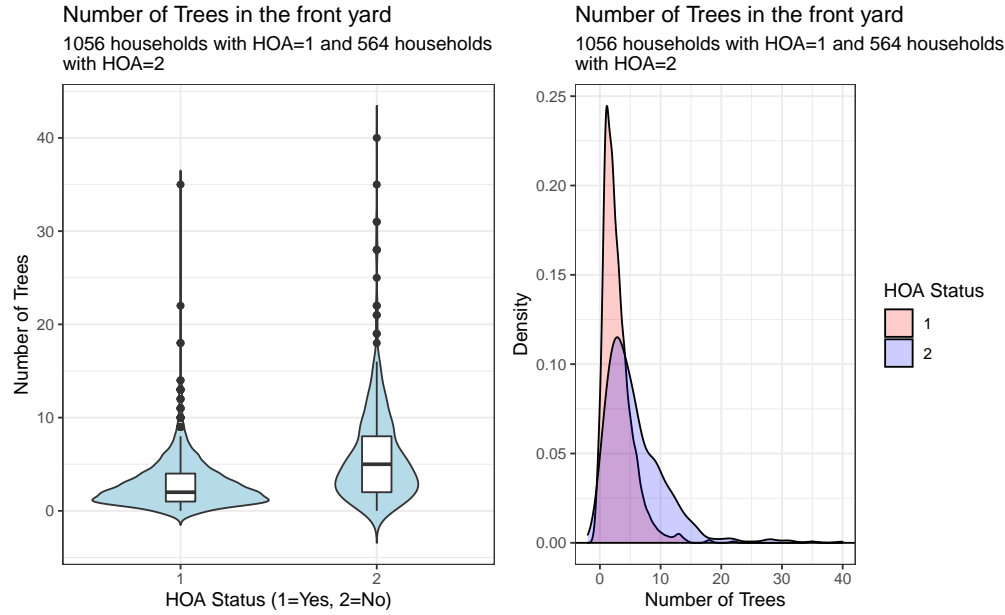 Number of Trees in the front yard
1056 households with HOA=1 and 564 households
with HOA=2
40
30
20
10
0
Number of Trees
1
2
HOA Status (1=Yes, 2=No)
Number of Trees in the front yard
1056 households with HOA=1 and 564 households
with HOA=2
0.25
0.20
0.15
0.10
0.05
0.00
Density
0
10
20
30
40
Number of Trees
HOA Status
1
2